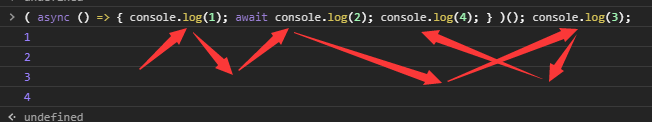 > ( async () => { console.log(1); await console.log(2); console.log(4); } )(); console.log(3);
1
2
3
4
undefined